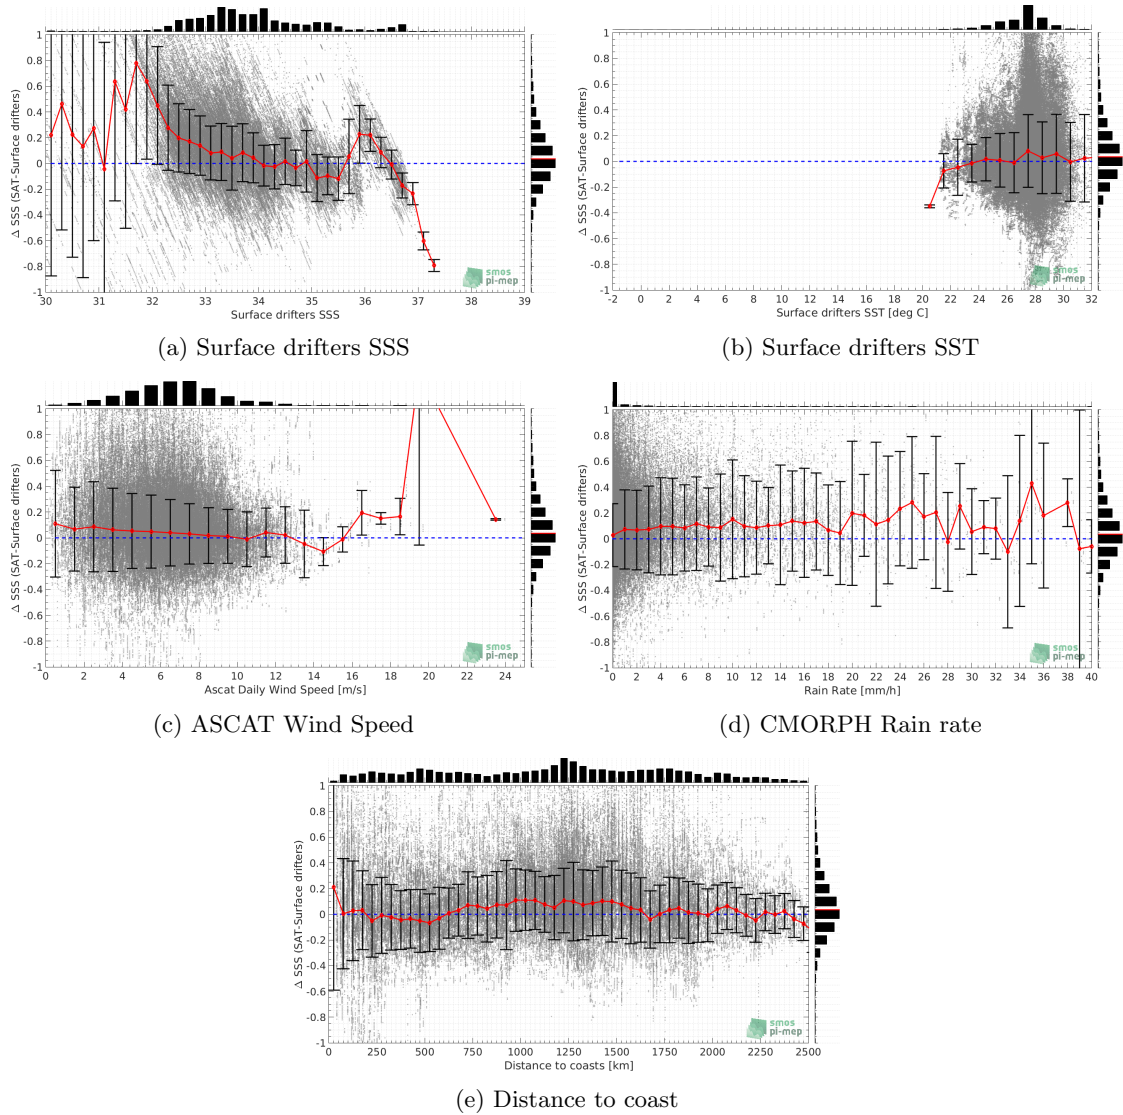 1
0.8
0.6
0.4
0.2
0
-0.2
-0.4
-0.6
-0.8
-1
Δ SSS (SAT-Surface drifters)
30 31 32 33 34 35 36 37 38 39
Surface drifters SSS
smos
pi-mep
(a) Surface drifters SSS
1
0.8
0.6
0.4
0.2
0
-0.2
-0.4
-0.6
-0.8
-1
Δ SSS (SAT-Surface drifters)
-2 0 2 4 6 8 10 12 14 16 18 20 22 24 26 28 30 32
Surface drifters SST [deg C]
smos
pi-mep
(b) Surface drifters SST
1
0.8
0.6
0.4
0.2
0
-0.2
-0.4
-0.6
-0.8
-1
Δ SSS (SAT-Surface drifters)
0 2 4 6 8 10 12 14 16 18 20 22 24
Ascat Daily Wind Speed [m/s]
smos
pi-mep
(c) ASCAT Wind Speed
1
0.8
0.6
0.4
0.2
0
-0.2
-0.4
-0.6
-0.8
-1
Δ SSS (SAT-Surface drifters)
0 2 4 6 8 10 12 14 16 18 20 22 24 26 28 30 32 34 36 38 40
Rain Rate [mm/h]
smos
pi-mep
(d) CMORPH Rain rate
1
0.8
0.6
0.4
0.2
0
-0.2
-0.4
-0.6
-0.8
-1
Δ SSS (SAT-Surface drifters)
0 250 500 750 1000 1250 1500 1750 2000 2250 2500
Distance to coasts [km]
smos
pi-mep
(e) Distance to coast